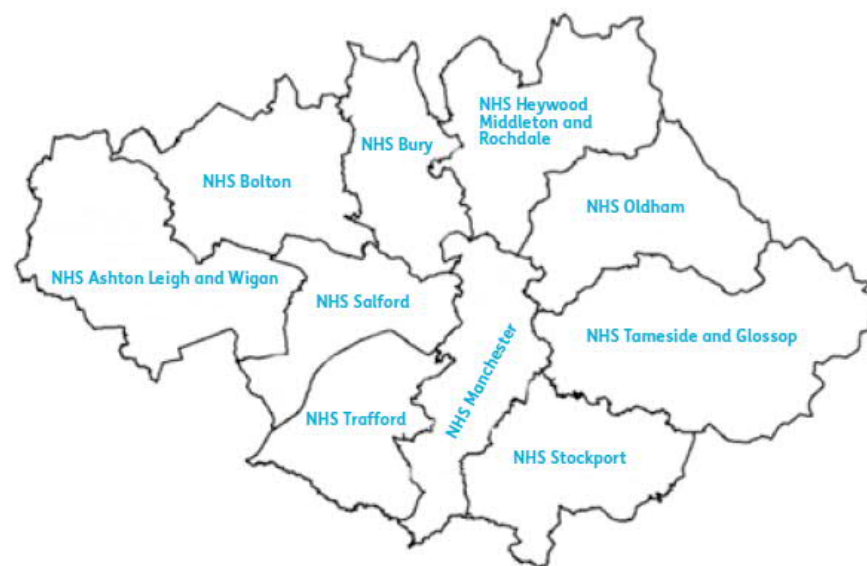 NHS Heywood
Middleton and
Rochdale
NHS Bury
NHS Bolton
NHS Oldham
NHS Ashton Leigh and Wigan
NHS Salford
NHS Tameside and Glossop
NHS Manchester
NHS Trafford
NHS Stockport